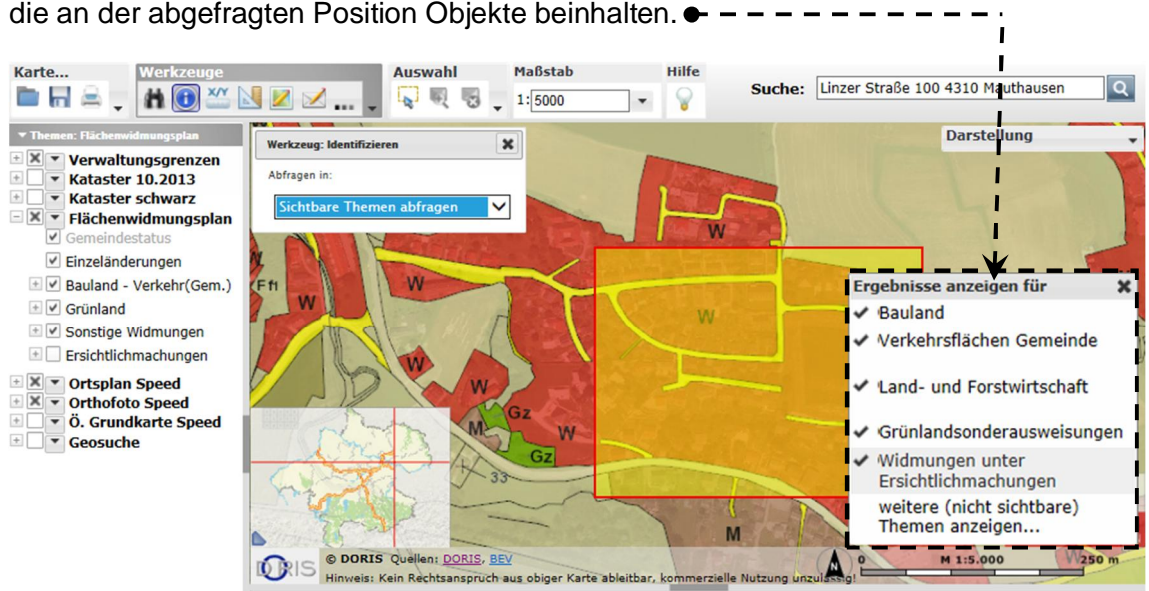 die an der abgefragten Position Objekte beinhalten.
Karte...
Werkzeuge
Auswahl
Maßstab
Hilfe
X/Y
...
1:
5000
Suche:
Linzer Straße 100 4310 Mauthausen
Themen: Flächenwidmungsplan
Verwaltungsgrenzen
Kataster 10.2013
Kataster schwarz
Flächenwidmungsplan
Gemeindestatus
Einzeländerungen
Bauland - Verkehr(Gem.)
Grünland
Sonstige Widmungen
Ersichtlichmachungen
Ortsplan Speed
Orthofoto Speed
Ö. Grundkarte Speed
Geosuche
Werkzeug: Identifizieren
Abfragen in:
Sichtbare Themen abfragen
Darstellung
W
W
W
W
W
W
W
Gz
Gz
M
M
33
W
Ergebnisse anzeigen für
Bauland
Verkehrsflächen Gemeinde
Land- und Forstwirtschaft
Grünlandsonderausweisungen
Widmungen unter
Ersichtlichmachungen
weitere (nicht sichtbare)
Themen anzeigen...
DORIS
© DORIS Quellen: DORIS, BEV
Hinweis: Kein Rechtsanspruch aus obiger Karte ableitbar, kommerzielle Nutzung unzulässig!
N
0
M 1:5.000
250 m